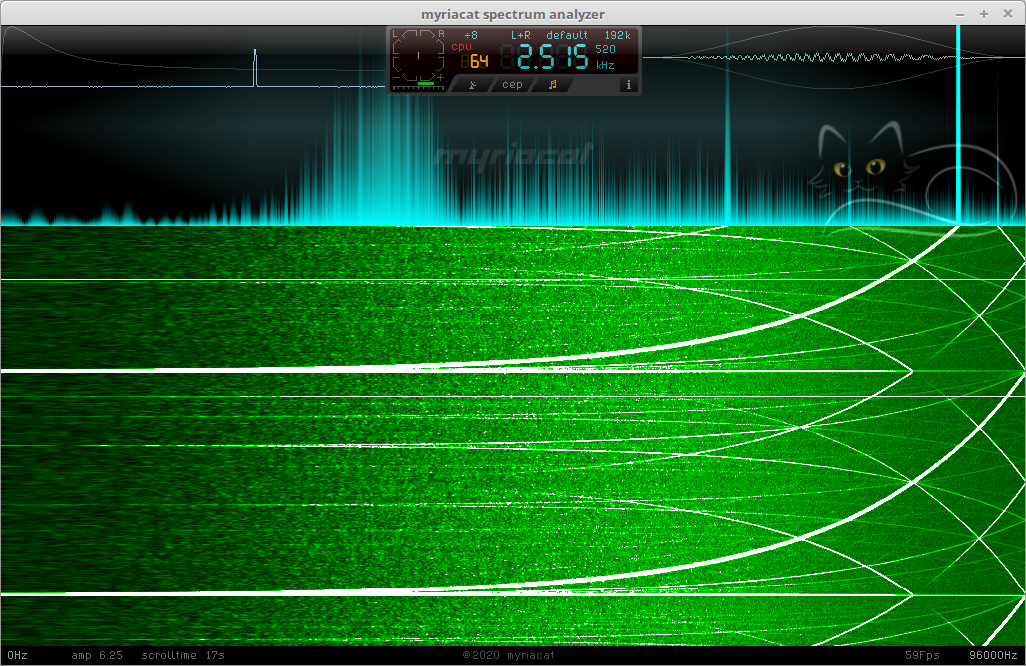 myriacat spectrum analyzer
L R ÷8 L+R default 192k
cpu 64 2.515 520 kHz
cep i
myriacat
0Hz amp 6.25 scrolltime 17s ©2020 myriacat 59Fps 96000Hz